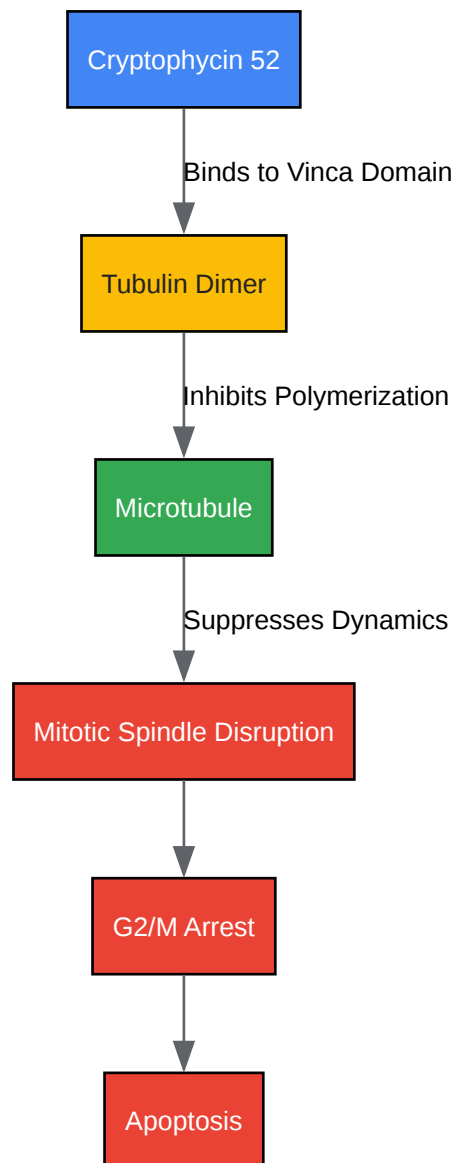 Cryptophycin 52
Binds to Vinca Domain
Tubulin Dimer
Inhibits Polymerization
Microtubule
Suppresses Dynamics
Mitotic Spindle Disruption
G2/M Arrest
Apoptosis